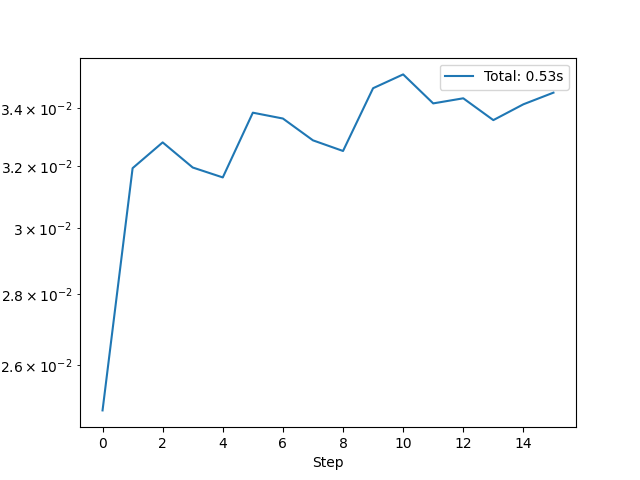 Total: 0.53s
3.4 × 10⁻²
3.2 × 10⁻²
3 × 10⁻²
2.8 × 10⁻²
2.6 × 10⁻²
0 2 4 6 8 10 12 14
Step